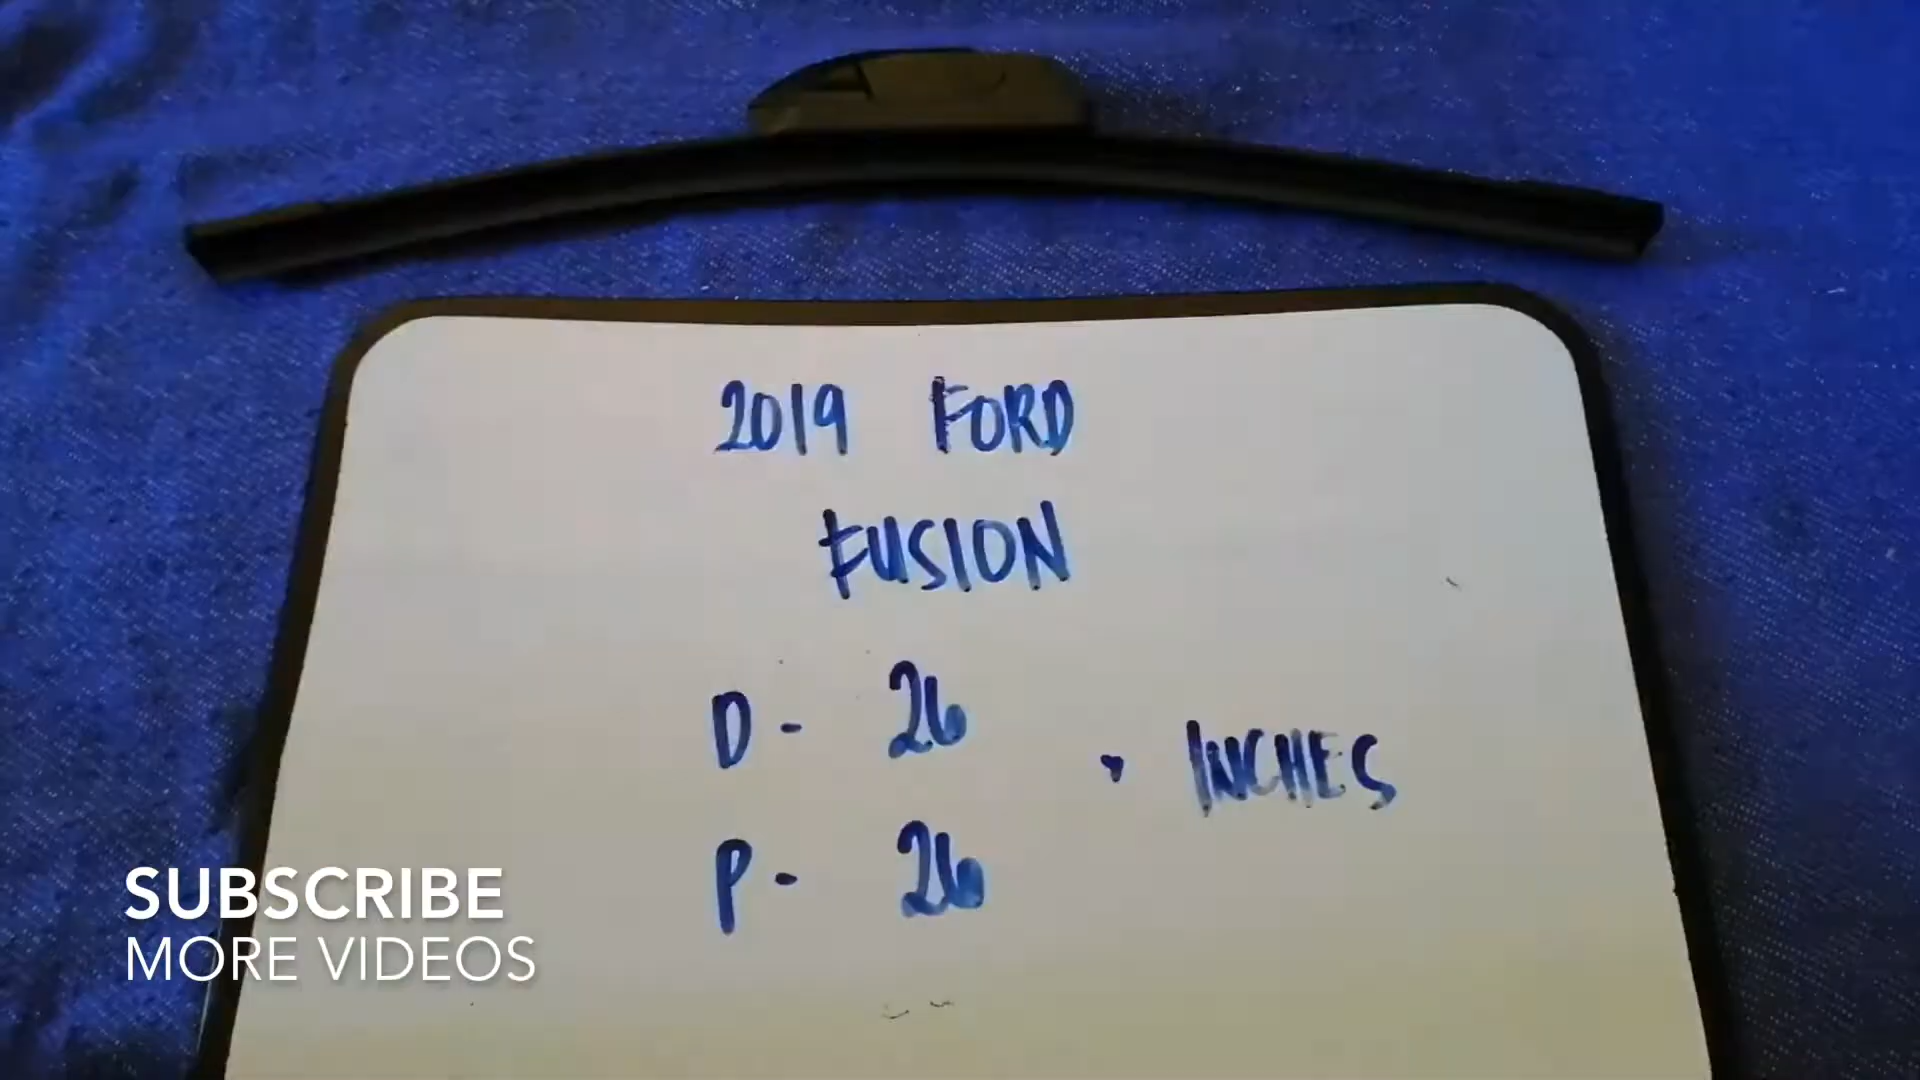 2019 FORD
FUSION
D - 26
• INCHES
P - 26
SUBSCRIBE
MORE VIDEOS